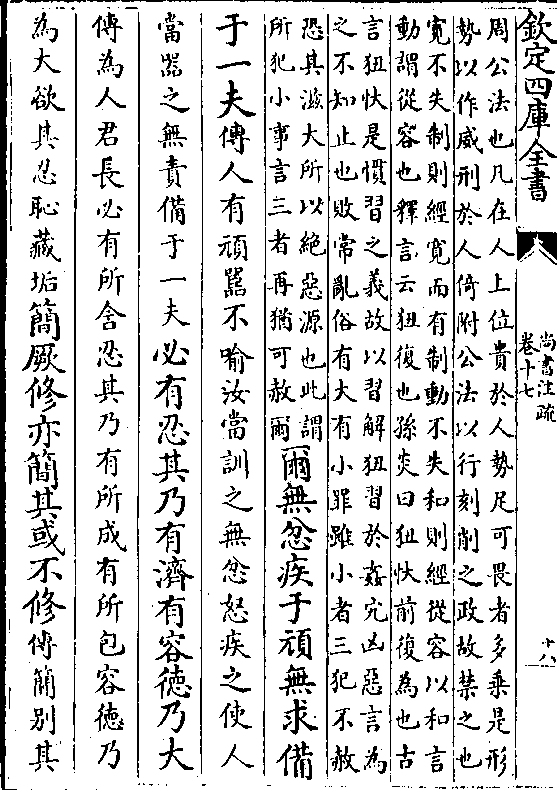 欽定四庫全書
尚書注疏
卷十七
十八
周公法也凡在人上位貴於人勢足可畏者多乗是形
勢以作威刑於人倚附公法以行刻削之政故禁之也
寛不失制則經寛而有制動不失和則經從容以和言
動謂從容也釋言云狃復也孫炎曰狃忕前復為也古
言狃忕是慣習之義故以習解狃習於姦宄凶惡言為
之不知止也敗常亂俗有大有小罪雖小者三犯不赦
恐其滋大所以絶惡源也此謂
所犯小事言三者再猶可赦爾
爾無忿疾于頑無求備
于一夫傳人有頑嚚不喻汝當訓之無忿怒疾之使人
當器之無責備于一夫必有忍其乃有濟有容德乃大
傳為人君長必有所含忍其乃有所成有所包容德乃
為大欲其忍恥藏垢簡厥修亦簡其或不修傳簡别其